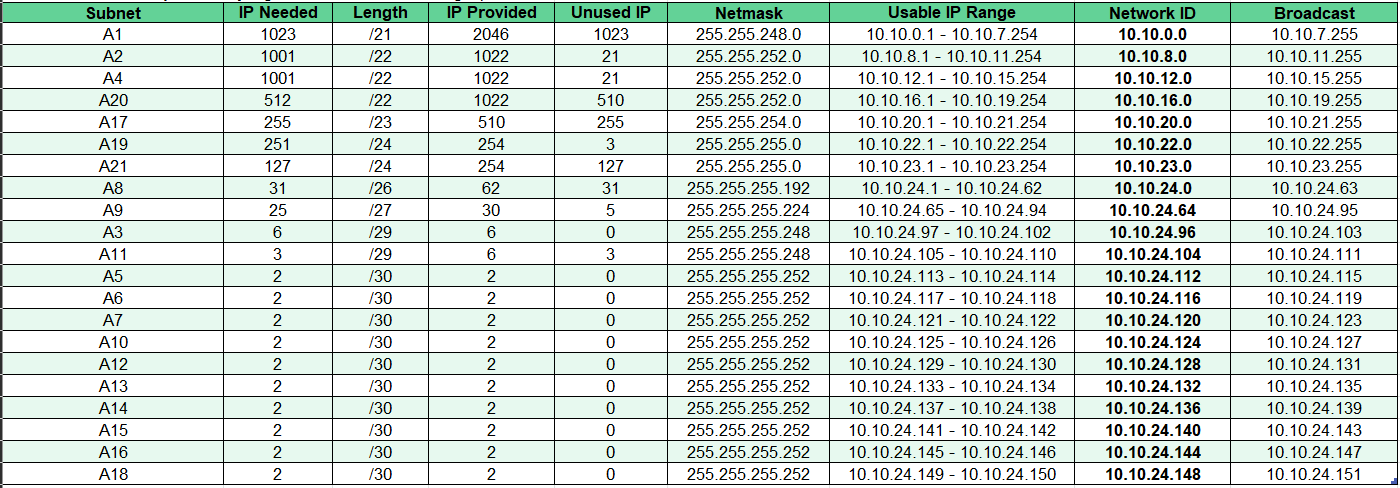 Subnet IP Needed Length IP Provided Unused IP Netmask Usable IP Range Network ID Broadcast
A1 1023 /21 2046 1023 255.255.248.0 10.10.0.1 - 10.10.7.254 10.10.0.0 10.10.7.255
A2 1001 /22 1022 21 255.255.252.0 10.10.8.1 - 10.10.11.254 10.10.8.0 10.10.11.255
A4 1001 /22 1022 21 255.255.252.0 10.10.12.1 - 10.10.15.254 10.10.12.0 10.10.15.255
A20 512 /22 1022 510 255.255.252.0 10.10.16.1 - 10.10.19.254 10.10.16.0 10.10.19.255
A17 255 /23 510 255 255.255.254.0 10.10.20.1 - 10.10.21.254 10.10.20.0 10.10.21.255
A19 251 /24 254 3 255.255.255.0 10.10.22.1 - 10.10.22.254 10.10.22.0 10.10.22.255
A21 127 /24 254 127 255.255.255.0 10.10.23.1 - 10.10.23.254 10.10.23.0 10.10.23.255
A8 31 /26 62 31 255.255.255.192 10.10.24.1 - 10.10.24.62 10.10.24.0 10.10.24.63
A9 25 /27 30 5 255.255.255.224 10.10.24.65 - 10.10.24.94 10.10.24.64 10.10.24.95
A3 6 /29 6 0 255.255.255.248 10.10.24.97 - 10.10.24.102 10.10.24.96 10.10.24.103
A11 3 /29 6 3 255.255.255.248 10.10.24.105 - 10.10.24.110 10.10.24.104 10.10.24.111
A5 2 /30 2 0 255.255.255.252 10.10.24.113 - 10.10.24.114 10.10.24.112 10.10.24.115
A6 2 /30 2 0 255.255.255.252 10.10.24.117 - 10.10.24.118 10.10.24.116 10.10.24.119
A7 2 /30 2 0 255.255.255.252 10.10.24.121 - 10.10.24.122 10.10.24.120 10.10.24.123
A10 2 /30 2 0 255.255.255.252 10.10.24.125 - 10.10.24.126 10.10.24.124 10.10.24.127
A12 2 /30 2 0 255.255.255.252 10.10.24.129 - 10.10.24.130 10.10.24.128 10.10.24.131
A13 2 /30 2 0 255.255.255.252 10.10.24.133 - 10.10.24.134 10.10.24.132 10.10.24.135
A14 2 /30 2 0 255.255.255.252 10.10.24.137 - 10.10.24.138 10.10.24.136 10.10.24.139
A15 2 /30 2 0 255.255.255.252 10.10.24.141 - 10.10.24.142 10.10.24.140 10.10.24.143
A16 2 /30 2 0 255.255.255.252 10.10.24.145 - 10.10.24.146 10.10.24.144 10.10.24.147
A18 2 /30 2 0 255.255.255.252 10.10.24.149 - 10.10.24.150 10.10.24.148 10.10.24.151